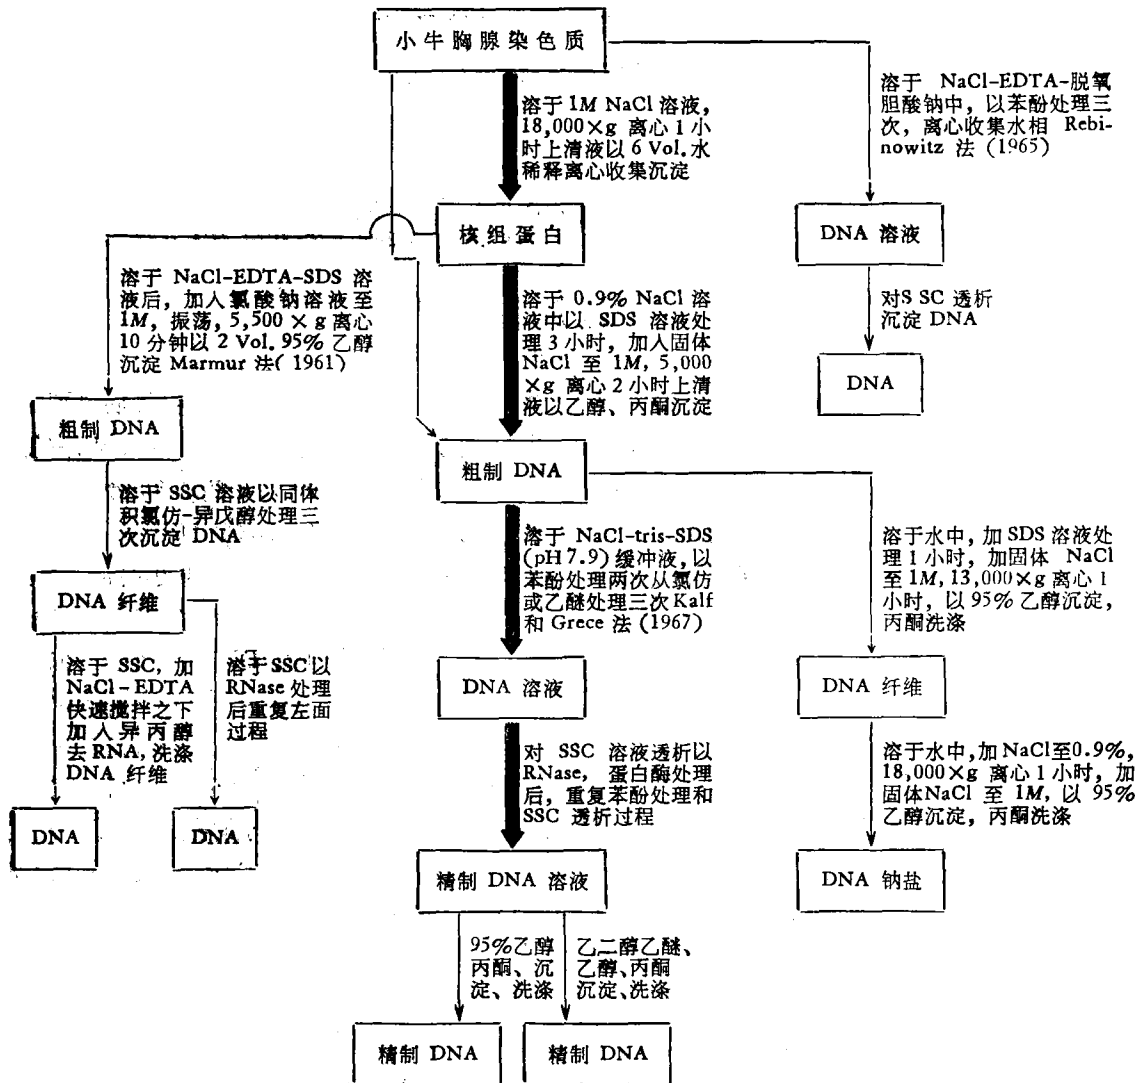 小牛胸腺染色质
溶于 1M NaCl 溶液,
18,000×g 离心 1 小
时上清液以 6 Vol. 水
稀释离心收集沉淀
溶于 NaCl-EDTA-脱氧
胆酸钠中, 以苯酚处理三
次, 离心收集水相 Rebi-
nowitz 法 (1965)
核组蛋白
DNA 溶液
溶于 NaCl-EDTA-SDS 溶
液后, 加入氯酸钠溶液至
1M, 振荡, 5,500 × g 离心
10 分钟以 2 Vol. 95% 乙醇
沉淀 Marmur 法( 1961)
溶于 0.9% NaCl 溶
液中以 SDS 溶液处
理 3 小时, 加入固体
NaCl 至 1M, 5,000
×g 离心 2 小时上清
液以乙醇、丙酮沉淀
对S SC 透析
沉淀 DNA
DNA
粗制 DNA
粗制 DNA
溶于 SSC 溶液以同体
积氯仿-异戊醇处理三
次沉淀 DNA
溶于 NaCl-tris-SDS
(pH 7.9) 缓冲液, 以
苯酚处理两次从氯仿
或乙醚处理三次 Kalf
和 Grece 法 (1967)
溶于水中, 加 SDS 溶液处
理 1 小时, 加固体 NaCl
至 1M, 13,000×g 离心 1
小时, 以 95% 乙醇沉淀,
丙酮洗涤
DNA 纤维
DNA 溶液
DNA 纤维
溶于 SSC, 加
NaCl-EDTA
快速搅拌之下
加入异丙醇
去 RNA, 洗涤
DNA 纤维
溶于 SSC 以
RNase 处理
后重复左面
过程
对 SSC 溶液透析以
RNase, 蛋白酶处理
后, 重复苯酚处理和
SSC 透析过程
溶于水中, 加 NaCl 至0.9%,
18,000×g 离心 1 小时, 加
固体 NaCl 至 1M, 以 95%
乙醇沉淀, 丙酮洗涤
DNA
DNA
精制 DNA 溶液
DNA 钠盐
95%乙醇
丙酮、沉
淀、洗涤
乙二醇乙醚、
乙醇、丙酮
沉淀、洗涤
精制 DNA
精制 DNA